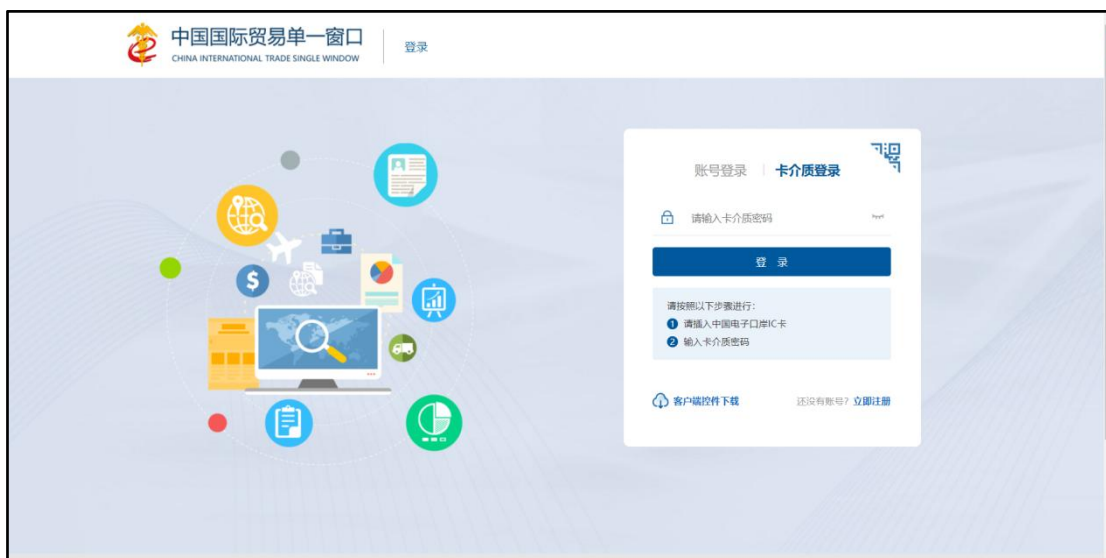 中国国际贸易单一窗口
CHINA INTERNATIONAL TRADE SINGLE WINDOW
登录
账号登录
卡介质登录
请输入卡介质密码
登 录
请按照以下步骤进行：
1 请插入中国电子口岸IC卡
2 输入卡介质密码
客户端控件下载
还没有账号？立即注册